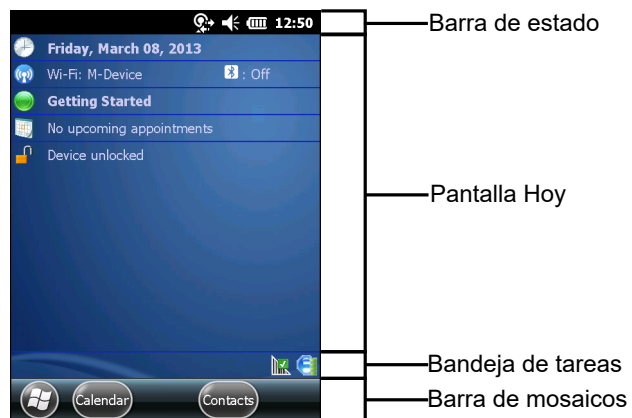 12:50
Barra de estado
Friday, March 08, 2013
Wi-Fi: M-Device : Off
Getting Started
No upcoming appointments
Device unlocked
Pantalla Hoy
Bandeja de tareas
Calendar Contacts
Barra de mosaicos